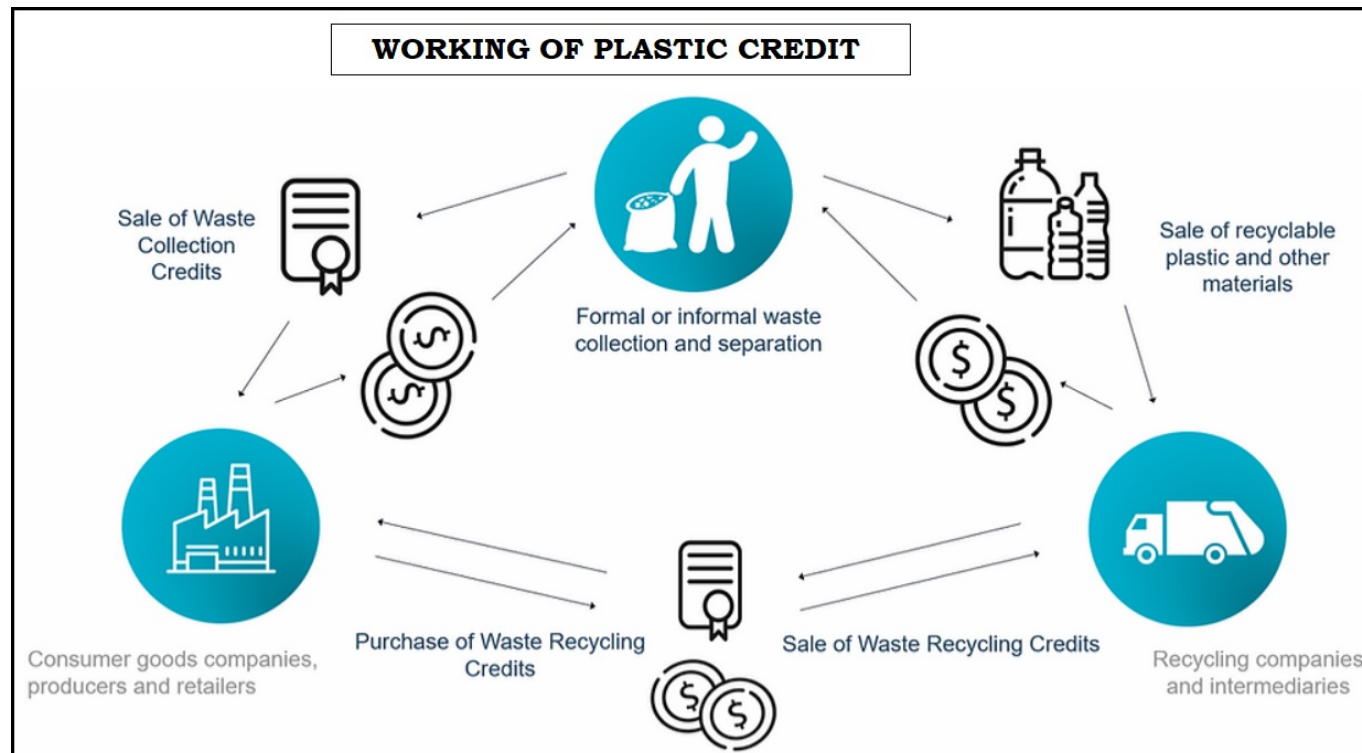 WORKING OF PLASTIC CREDIT
Sale of Waste
Collection
Credits
Formal or informal waste
collection and separation
Sale of recyclable
plastic and other
materials
Consumer goods companies,
producers and retailers
Purchase of Waste Recycling
Credits
Sale of Waste Recycling Credits
Recycling companies
and intermediaries